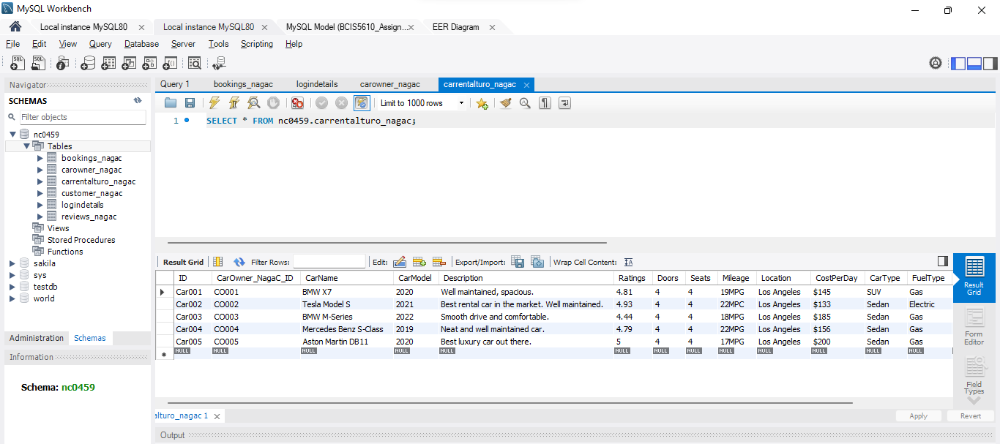 MySQL Workbench
Local instance MySQL80 Local instance MySQL80 MySQL Model (BCIS5610_Assign... EER Diagram
File Edit View Query Database Server Tools Scripting Help
Navigator
SCHEMAS
Filter objects
nc0459
Tables
bookings_nagac
carowner_nagac
carrentalturo_nagac
customer_nagac
logindetails
reviews_nagac
Views
Stored Procedures
Functions
sakila
sys
testdb
world
Administration Schemas
Information
Schema: nc0459
Query 1 bookings_nagac logindetails carowner_nagac carrentalturo_nagac
Limit to 1000 rows
1 SELECT * FROM nc0459.carrentalturo_nagac;
Result Grid Filter Rows: Edit: Export/Import: Wrap Cell Content:
ID CarOwner_NagaC_ID CarName CarModel Description Ratings Doors Seats Mileage Location CostPerDay CarType FuelType
Car001 CO001 BMW X7 2020 Well maintained, spacious. 4.81 4 4 19MPG Los Angeles $145 SUV Gas
Car002 CO002 Tesla Model S 2021 Best rental car in the market. Well maintained. 4.93 4 4 22MPC Los Angeles $133 Sedan Electric
Car003 CO003 BMW M-Series 2022 Smooth drive and comfortable. 4.44 4 4 18MPG Los Angeles $185 Sedan Gas
Car004 CO004 Mercedes Benz S-Class 2019 Neat and well maintained car. 4.79 4 4 22MPG Los Angeles $156 Sedan Gas
Car005 CO005 Aston Martin DB11 2020 Best luxury car out there. 5 4 4 17MPG Los Angeles $200 Sedan Gas
NULL NULL NULL NULL NULL NULL NULL NULL NULL NULL NULL NULL NULL
Result
Grid
Form
Editor
Field
Types
alturo_nagac 1
Apply Revert
Output